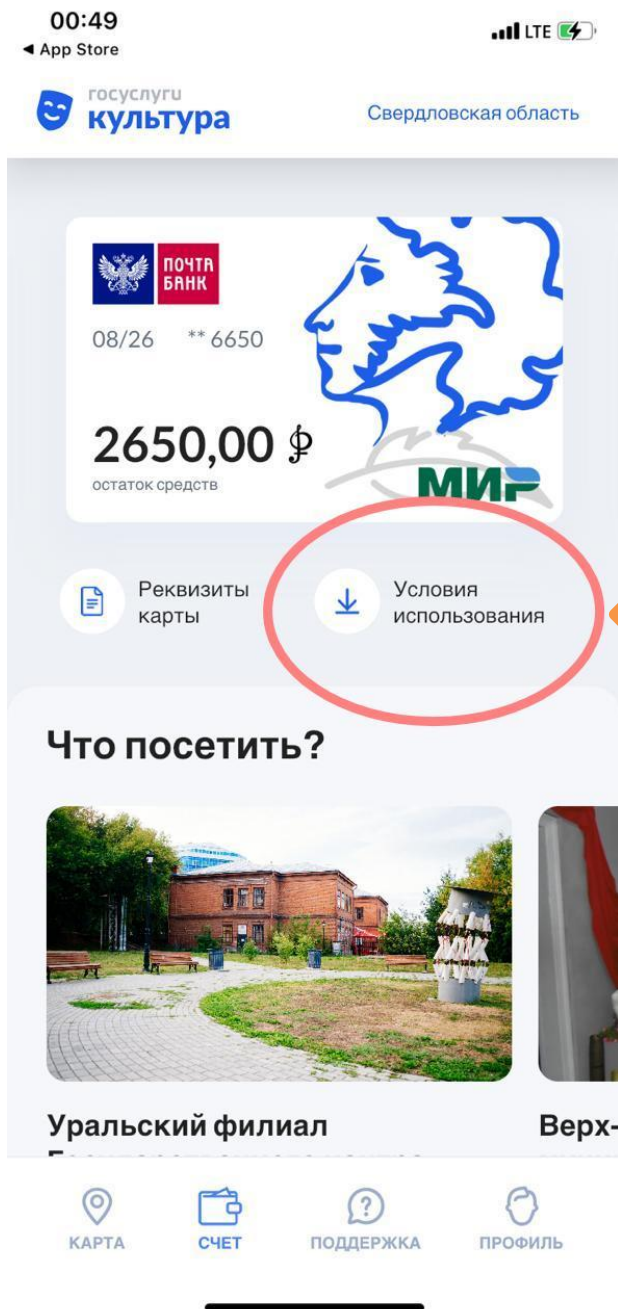 00:49
LTE
◀ App Store
госуслуги
культура
Свердловская область
ПОЧТА
БАНК
08/26 ** 6650
2650,00 ₽
остаток средств
МИР
Реквизиты
карты
Условия
использования
Что посетить?
Уральский филиал
Верх-
КАРТА
СЧЕТ
ПОДДЕРЖКА
ПРОФИЛЬ